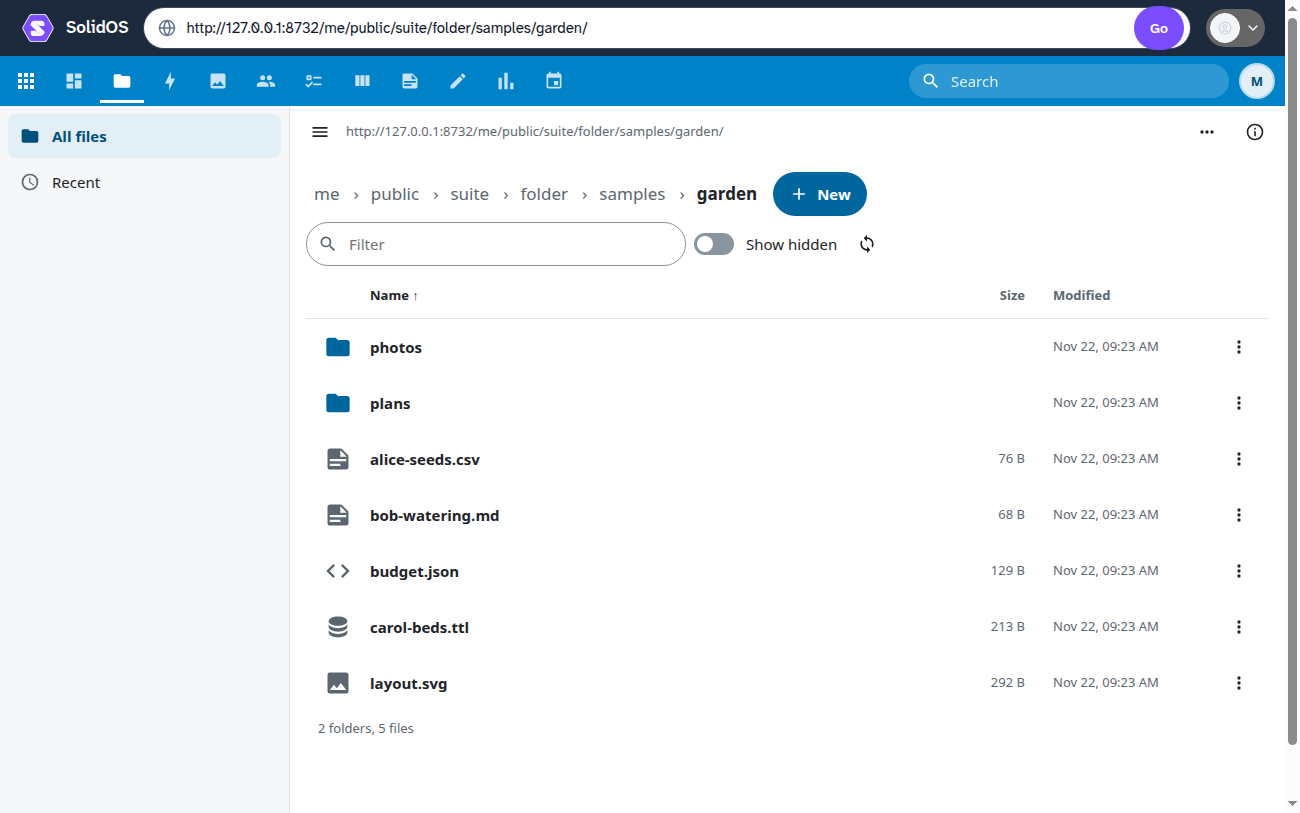 SolidOS
http://127.0.0.1:8732/me/public/suite/folder/samples/garden/
Go
Search
M
All files
Recent
http://127.0.0.1:8732/me/public/suite/folder/samples/garden/
me › public › suite › folder › samples › garden
New
Filter
Show hidden
Name ↑ Size Modified
photos Nov 22, 09:23 AM
plans Nov 22, 09:23 AM
alice-seeds.csv 76 B Nov 22, 09:23 AM
bob-watering.md 68 B Nov 22, 09:23 AM
budget.json 129 B Nov 22, 09:23 AM
carol-beds.ttl 213 B Nov 22, 09:23 AM
layout.svg 292 B Nov 22, 09:23 AM
2 folders, 5 files